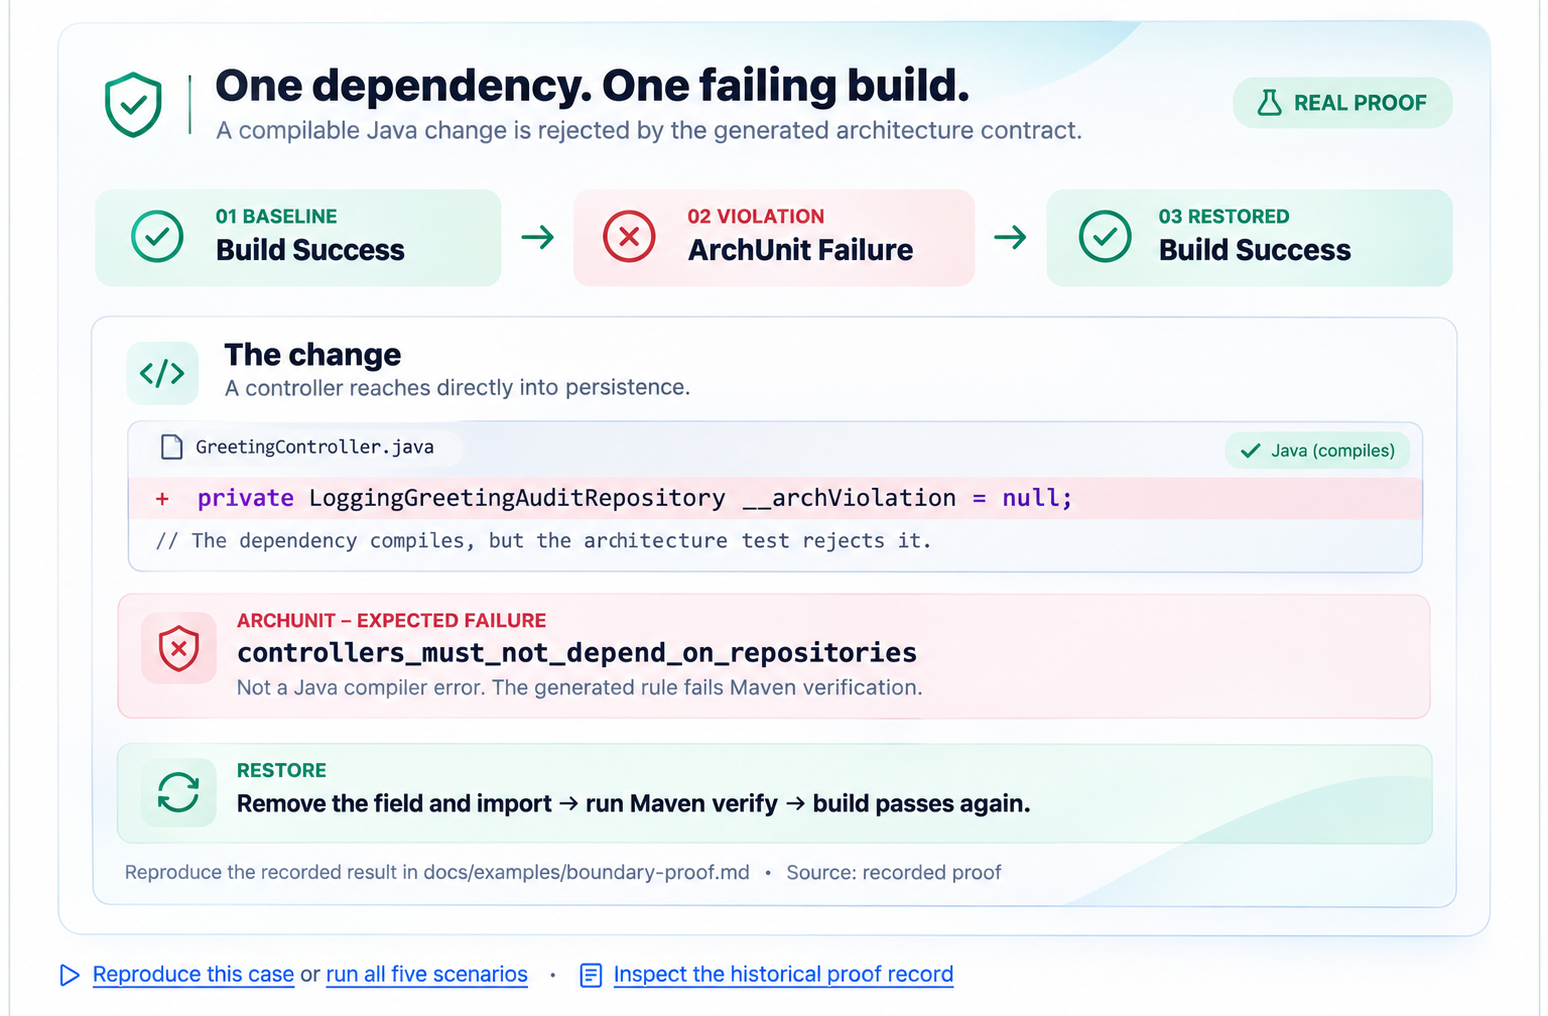 One dependency. One failing build.
A compilable Java change is rejected by the generated architecture contract.
REAL PROOF
01 BASELINE
Build Success
→
02 VIOLATION
ArchUnit Failure
→
03 RESTORED
Build Success
</>
The change
A controller reaches directly into persistence.
GreetingController.java
Java (compiles)
+ private LoggingGreetingAuditRepository __archViolation = null;
// The dependency compiles, but the architecture test rejects it.
ARCHUNIT – EXPECTED FAILURE
controllers_must_not_depend_on_repositories
Not a Java compiler error. The generated rule fails Maven verification.
RESTORE
Remove the field and import → run Maven verify → build passes again.
Reproduce the recorded result in docs/examples/boundary-proof.md • Source: recorded proof
Reproduce this case or run all five scenarios • Inspect the historical proof record